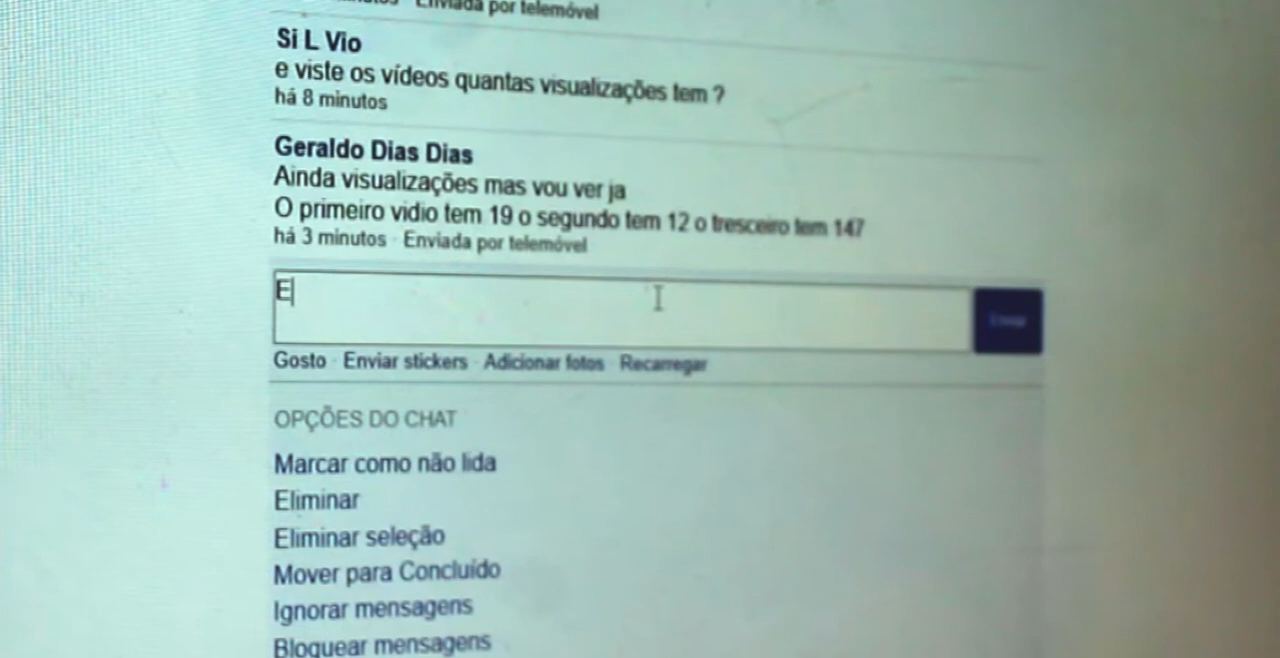 Enviada por telemóvel
Si L Vio
e viste os vídeos quantas visualizações tem ?
há 8 minutos
Geraldo Dias Dias
Ainda visualizações mas vou ver ja
O primeiro vidio tem 19 o segundo tem 12 o tresceiro tem 147
há 3 minutos · Enviada por telemóvel
E
Gosto · Enviar stickers · Adicionar fotos · Recarregar
OPÇÕES DO CHAT
Marcar como não lida
Eliminar
Eliminar seleção
Mover para Concluído
Ignorar mensagens
Bloquear mensagens